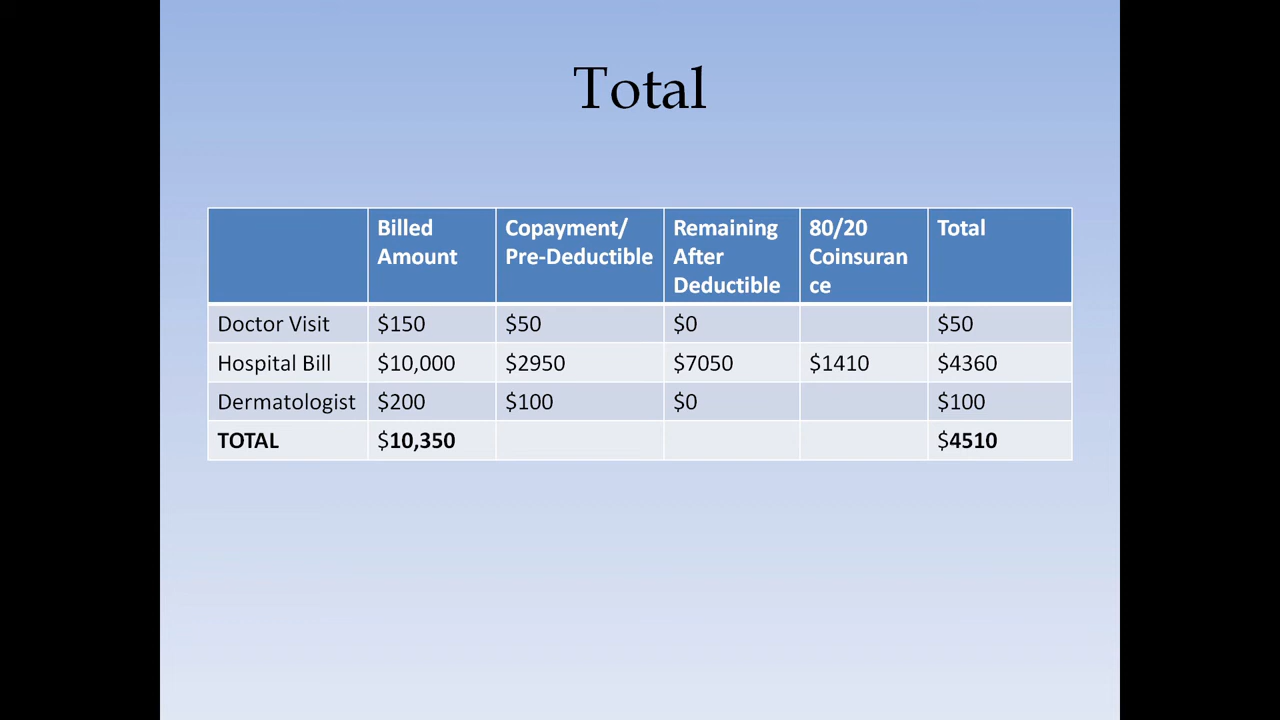 Total
Billed Amount | Copayment/ Pre-Deductible | Remaining After Deductible | 80/20 Coinsuran ce | Total
Doctor Visit | $150 | $50 | $0 | | $50
Hospital Bill | $10,000 | $2950 | $7050 | $1410 | $4360
Dermatologist | $200 | $100 | $0 | | $100
TOTAL | $10,350 | | | | $4510